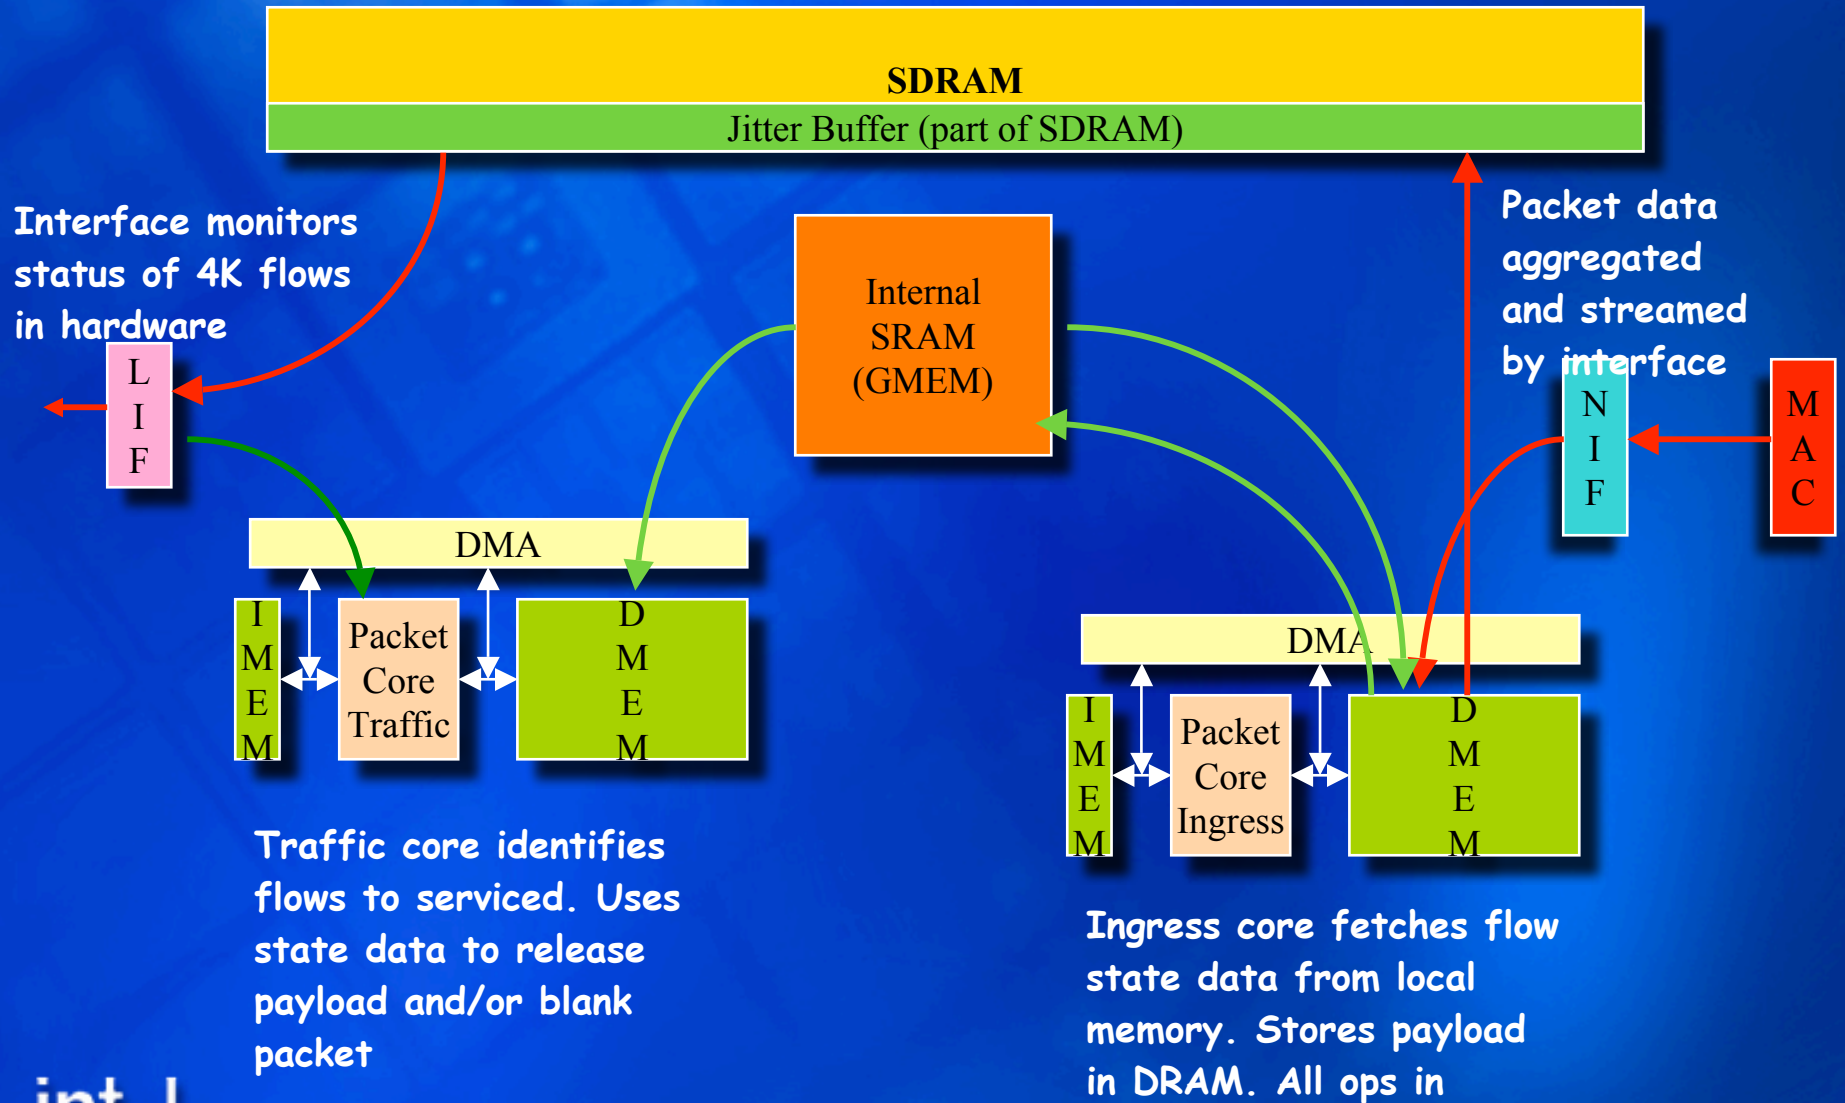 SDRAM
Jitter Buffer (part of SDRAM)
Interface monitors
status of 4K flows
in hardware
Packet data
aggregated
and streamed
by interface
Internal
SRAM
(GMEM)
L
I
F
N
I
F
M
A
C
DMA
I
M
E
M
Packet
Core
Traffic
D
M
E
M
DMA
I
M
E
M
Packet
Core
Ingress
D
M
E
M
Traffic core identifies
flows to serviced. Uses
state data to release
payload and/or blank
packet
Ingress core fetches flow
state data from local
memory. Stores payload
in DRAM. All ops in